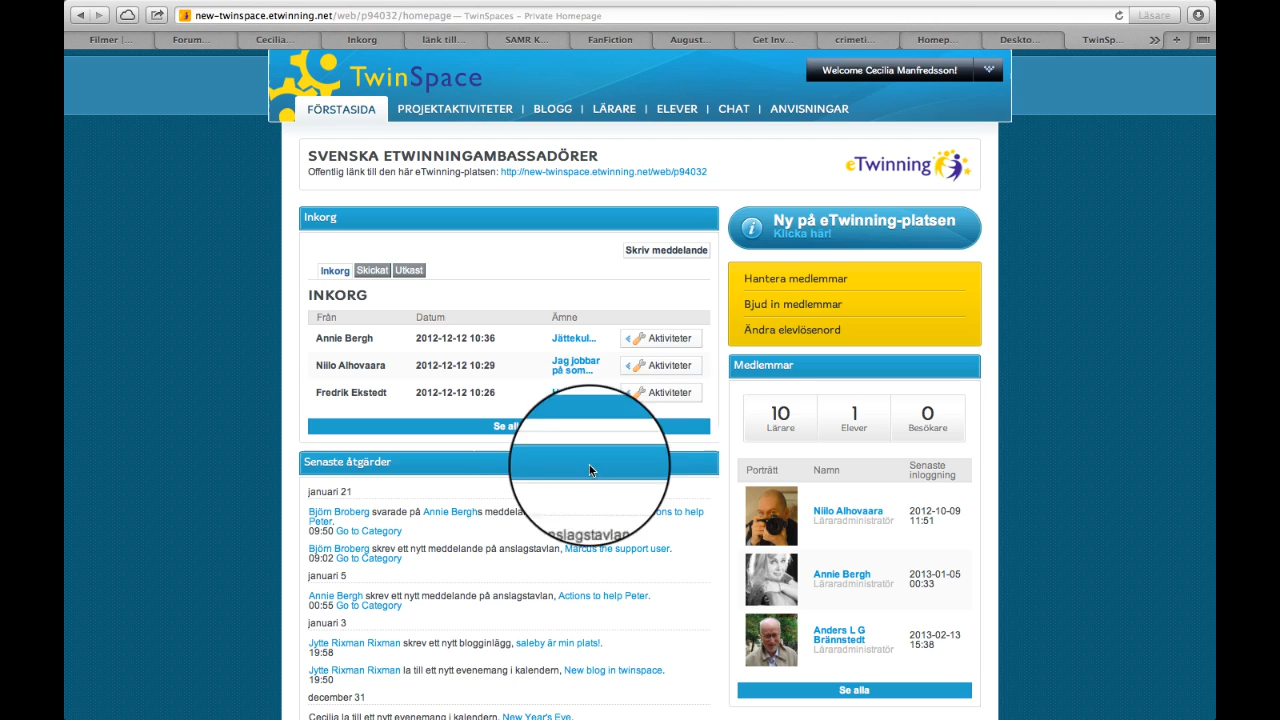 new-twinspace.etwinning.net/web/p94032/homepage — TwinSpaces – Private Homepage
Läsare
Filmer |... Forum... Cecilia... Inkorg länk till... SAMR K... FanFiction August... Get Inv... crimeti... Homep... Deskto... TwinSp...
TwinSpace
Welcome Cecilia Manfredsson!
FÖRSTASIDA PROJEKTAKTIVITETER | BLOGG | LÄRARE | ELEVER | CHAT | ANVISNINGAR
SVENSKA ETWINNINGAMBASSADÖRER
Offentlig länk till den här eTwinning-platsen: http://new-twinspace.etwinning.net/web/p94032
eTwinning
Inkorg
Skriv meddelande
Inkorg Skickat Utkast
INKORG
Från Datum Ämne
Annie Bergh 2012-12-12 10:36 Jättekul... Aktiviteter
Niilo Alhovaara 2012-12-12 10:29 Jag jobbar
på som... Aktiviteter
Fredrik Ekstedt 2012-12-12 10:26 Aktiviteter
Se
Senaste åtgärder
januari 21
Björn Broberg svarade på Annie Berghs ons to help
Peter.
09:50 Go to Category
Björn Broberg skrev ett nytt meddelande på anslagstavlan, Marcus the support user.
09:02 Go to Category
januari 5
Annie Bergh skrev ett nytt meddelande på anslagstavlan, Actions to help Peter.
00:55 Go to Category
januari 3
Jytte Rixman Rixman skrev ett nytt blogginlägg, saleby är min plats!.
19:58
Jytte Rixman Rixman la till ett nytt evenemang i kalendern, New blog in twinspace.
19:50
december 31
Cecilia la till ett nytt evenemang i kalendern, New Year's Eve.
nslagstavlan
Ny på eTwinning-platsen
Klicka här!
Hantera medlemmar
Bjud in medlemmar
Ändra elevlösenord
Medlemmar
10 1 0
Lärare Elever Besökare
Porträtt Namn Senaste
inloggning
Niilo Alhovaara 2012-10-09
Läraradministratör 11:51
Annie Bergh 2013-01-05
Läraradministratör 00:33
Anders L G
Brännstedt 2013-02-13
Läraradministratör 15:38
Se alla